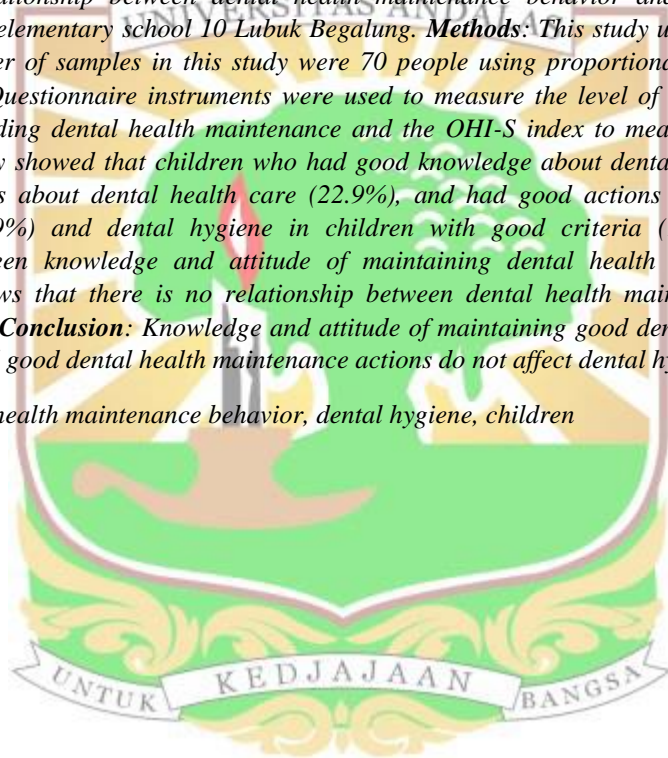 relationship between dental health maintenance behavior and
elementary school 10 Lubuk Begalung. Methods: This study u
UNIVERSITAS ANDALAS
er of samples in this study were 70 people using proportional
Questionnaire instruments were used to measure the level of
ding dental health maintenance and the OHI-S index to mea
y showed that children who had good knowledge about dental
s about dental health care (22.9%), and had good actions
9%) and dental hygiene in children with good criteria (
een knowledge and attitude of maintaining dental health
ws that there is no relationship between dental health main
Conclusion: Knowledge and attitude of maintaining good den
good dental health maintenance actions do not affect dental hy
health maintenance behavior, dental hygiene, children
UNTUK KEDJAJAAN BANGSA